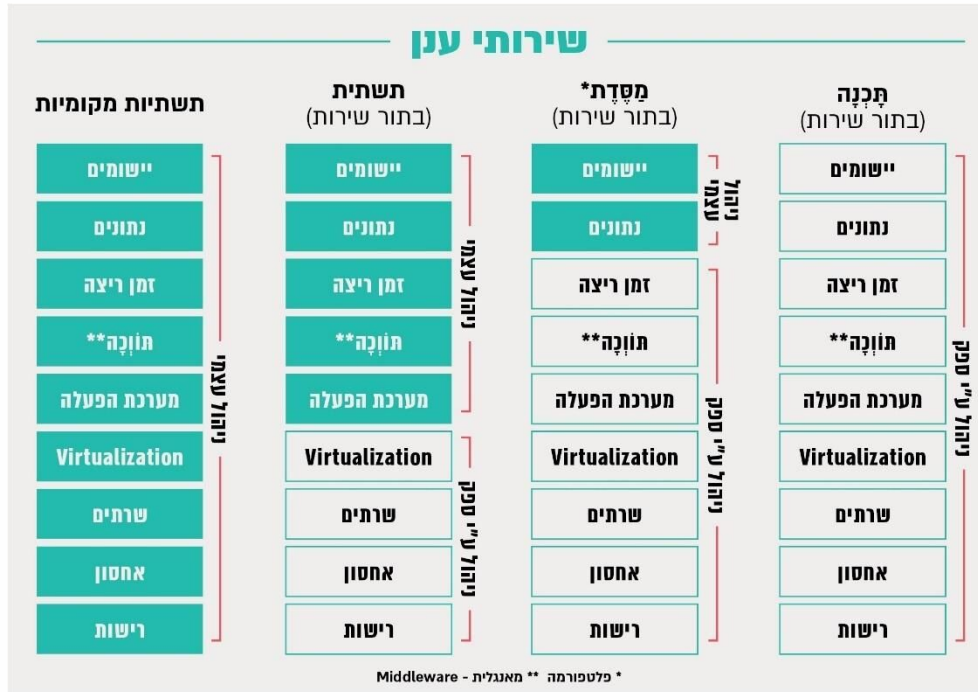 שירותי ענן
תָּכְנָה
(בתור שירות)
יישומים
נתונים
זמן ריצה
תּוֹוְכָה**
מערכת הפעלה
Virtualization
שרתים
אחסון
רישות
ניהול ע"י ספק
מַסֶּדֶת*
(בתור שירות)
יישומים
נתונים
זמן ריצה
תּוֹוְכָה**
מערכת הפעלה
Virtualization
שרתים
אחסון
רישות
ניהול
עצמי
ניהול ע"י ספק
תשתית
(בתור שירות)
יישומים
נתונים
זמן ריצה
תּוֹוְכָה**
מערכת הפעלה
Virtualization
שרתים
אחסון
רישות
ניהול עצמי
ניהול ע"י ספק
תשתיות מקומיות
יישומים
נתונים
זמן ריצה
תּוֹוְכָה**
מערכת הפעלה
Virtualization
שרתים
אחסון
רישות
ניהול עצמי
* פלטפורמה ** מאנגלית - Middleware